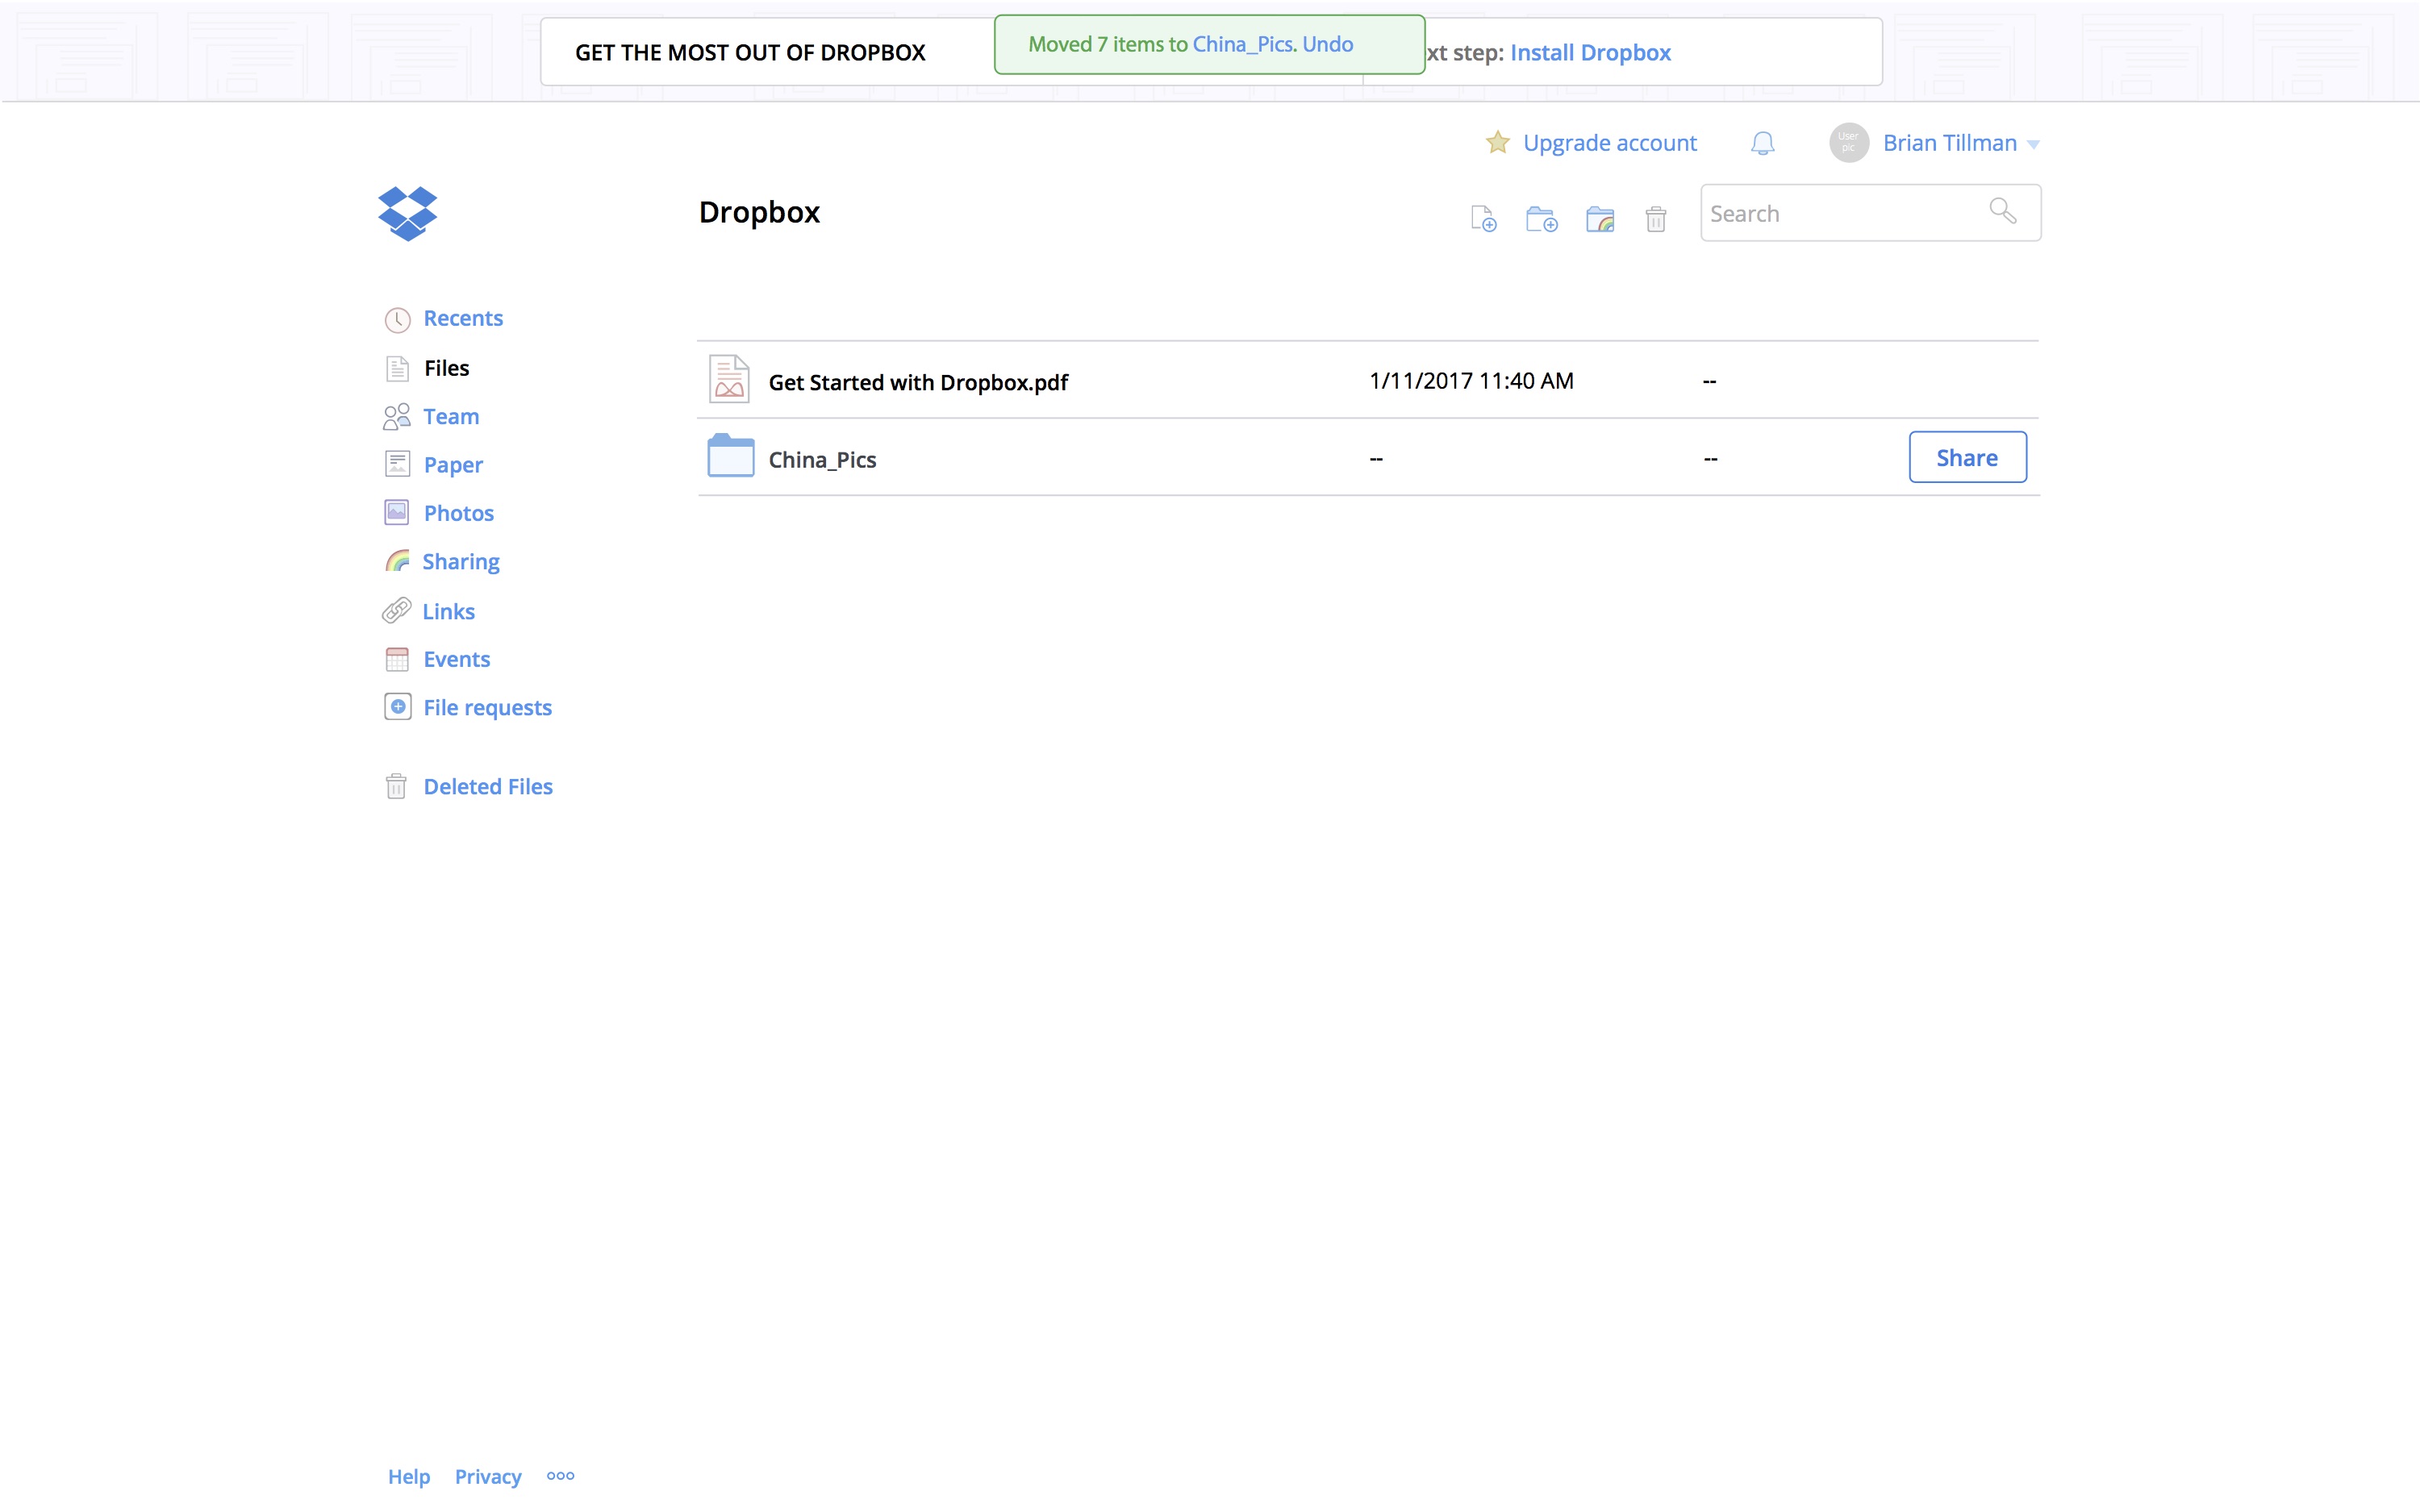 GET THE MOST OUT OF DROPBOX
Moved 7 items to China_Pics. Undo
xt step: Install Dropbox
Upgrade account
User pic
Brian Tillman
Dropbox
Search
Recents
Files
Team
Paper
Photos
Sharing
Links
Events
File requests
Deleted Files
Get Started with Dropbox.pdf 1/11/2017 11:40 AM --
China_Pics -- -- Share
Help Privacy